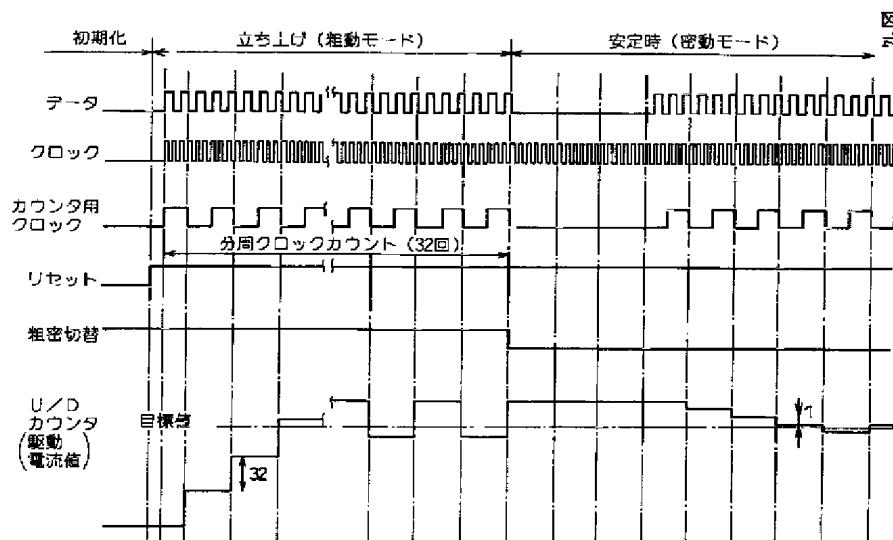 初期化
立ち上げ（粗動モード）
安定時（密動モード）
図
データ
クロック
カウンタ用
クロック
分周クロックカウント（32回）
リセット
粗密切替
U／D
カウンタ
（駆動
電流値）
目標値
32
1